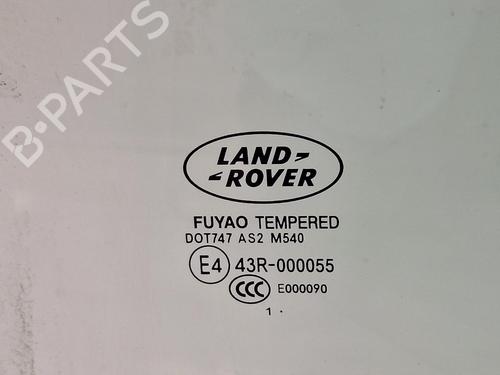 B-PARTS
LAND
ROVER
FUYAO TEMPERED
DOT747 AS2 M540
E4 43R-000055
CCC E000090
1 .